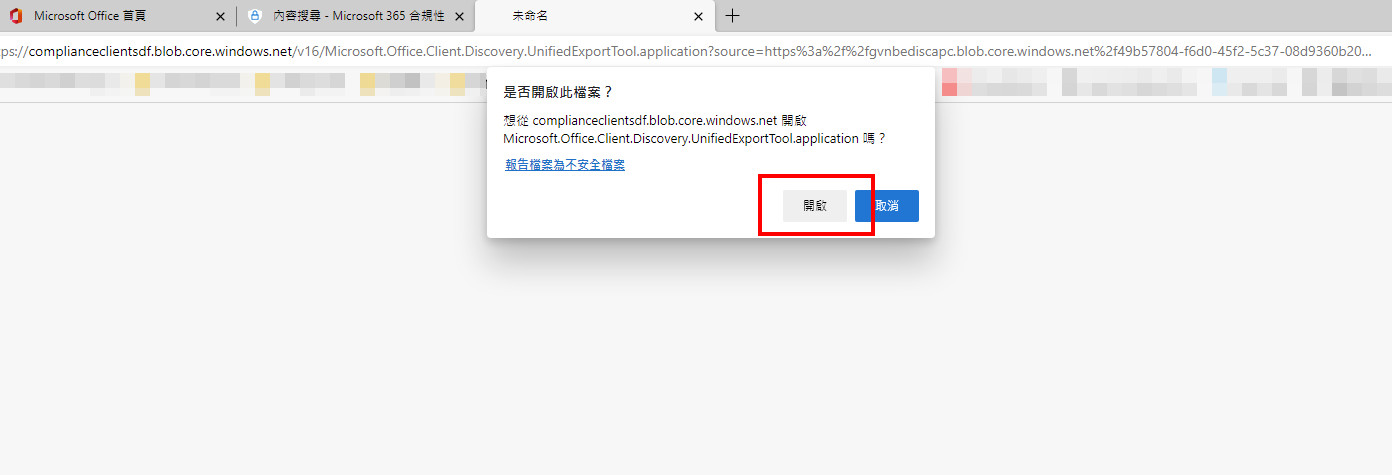 Microsoft Office 首頁
內容搜尋 - Microsoft 365 合規性
未命名
ps://complianceclientsdf.blob.core.windows.net/v16/Microsoft.Office.Client.Discovery.UnifiedExportTool.application?source=https%3a%2f%2fgvnbediscapc.blob.core.windows.net%2f49b57804-f6d0-45f2-5c37-08d9360b20...
是否開啟此檔案？
想從 complianceclientsdf.blob.core.windows.net 開啟
Microsoft.Office.Client.Discovery.UnifiedExportTool.application 嗎？
報告檔案為不安全檔案
開啟
取消